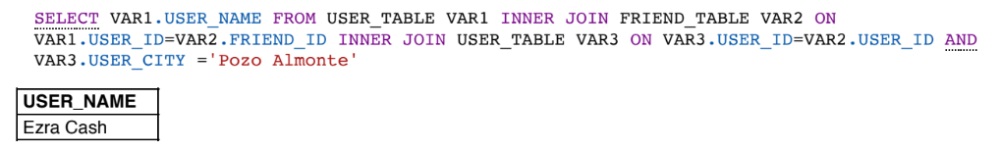 SELECT VAR1.USER_NAME FROM USER_TABLE VAR1 INNER JOIN FRIEND_TABLE VAR2 ON
VAR1.USER_ID=VAR2.FRIEND_ID INNER JOIN USER_TABLE VAR3 ON VAR3.USER_ID=VAR2.USER_ID AND
VAR3.USER_CITY ='Pozo Almonte'
USER_NAME
Ezra Cash